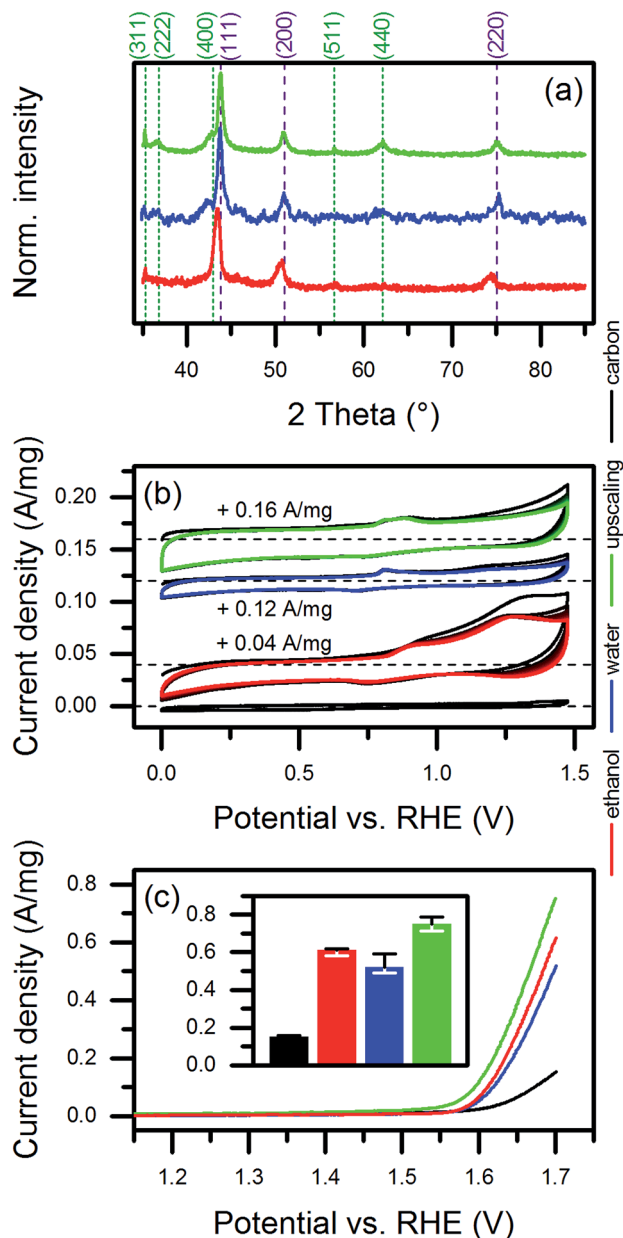 (311) (222) (400) (111) (200) (511) (440) (220)
(a)
Norm. intensity
40 50 60 70 80
2 Theta (°)
(b)
+ 0.16 A/mg
+ 0.12 A/mg
+ 0.04 A/mg
0.20
0.15
0.10
0.05
0.00
Current density (A/mg)
0.0 0.5 1.0 1.5
Potential vs. RHE (V)
(c)
0.8
0.6
0.4
0.2
0.0
Current density (A/mg)
0.8
0.6
0.4
0.2
0.0
1.2 1.3 1.4 1.5 1.6 1.7
Potential vs. RHE (V)
ethanol water upscaling carbon